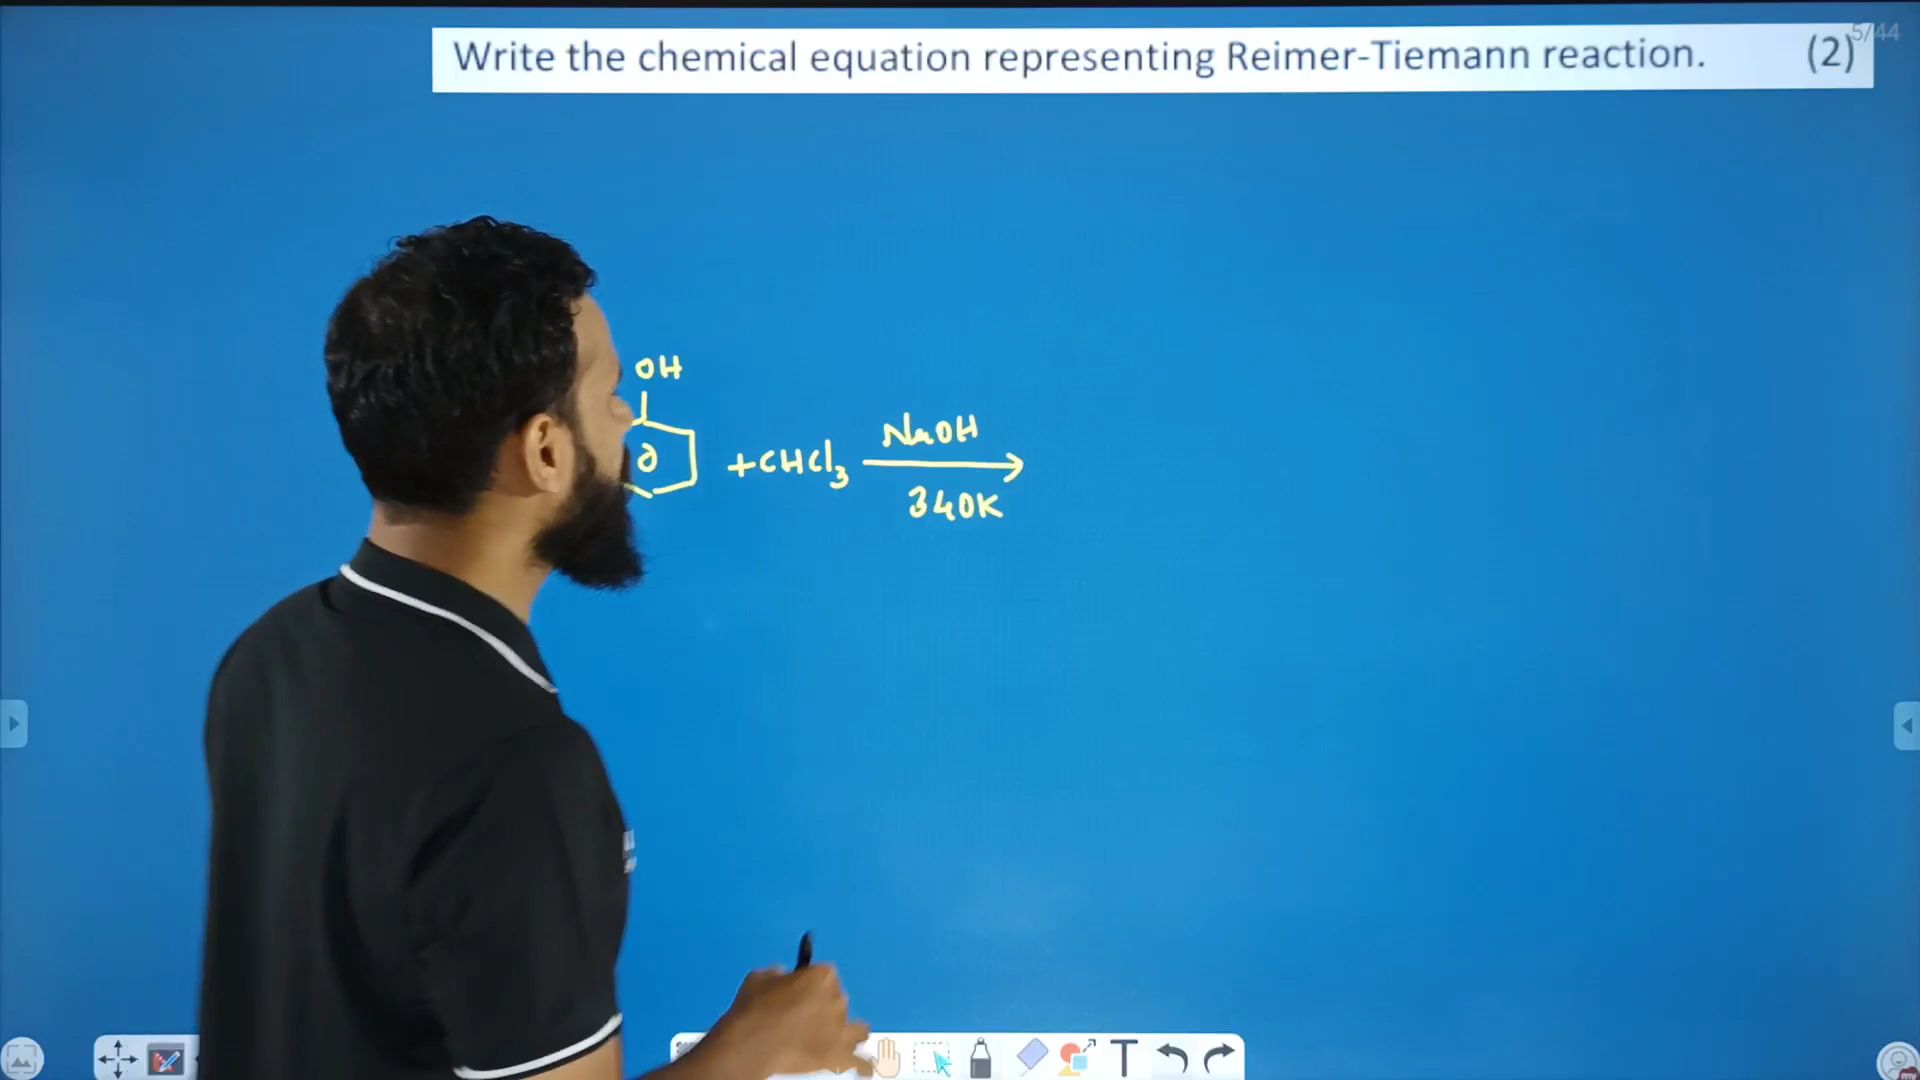 5/44
Write the chemical equation representing Reimer-Tiemann reaction. (2)
OH
+CHCl₃
NaOH
340K
T